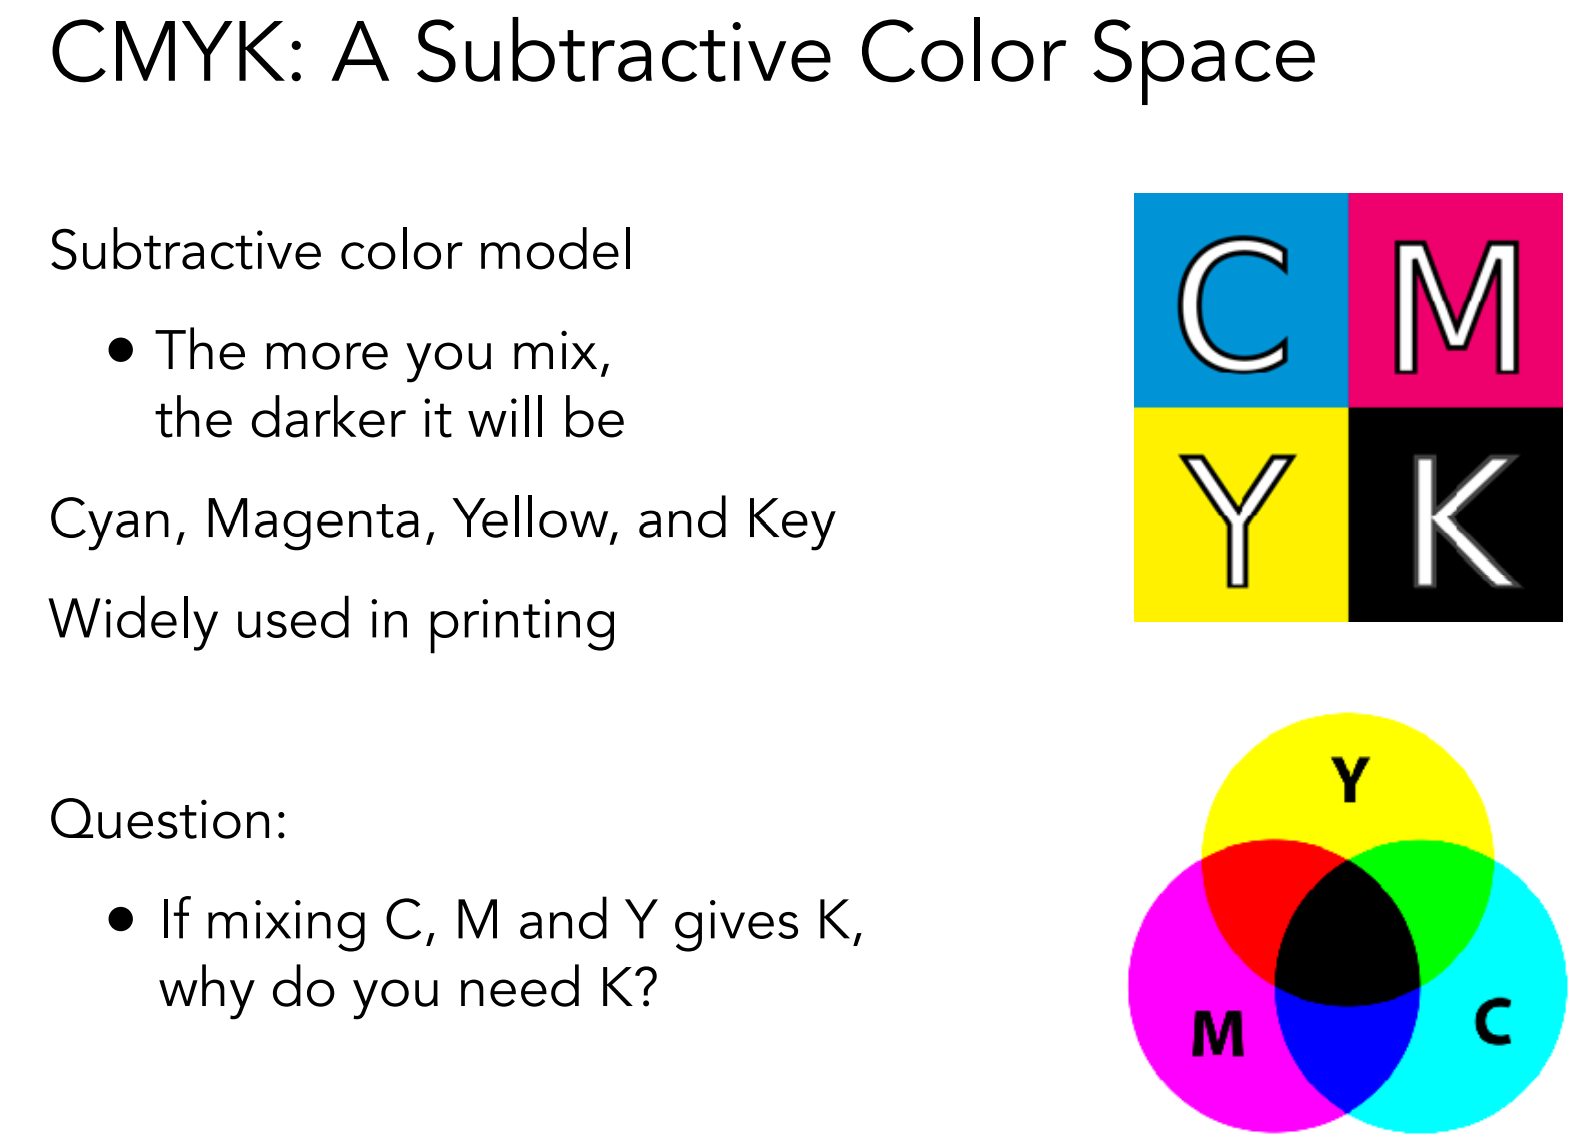 CMYK: A Subtractive Color Space
Subtractive color model
• The more you mix,
the darker it will be
Cyan, Magenta, Yellow, and Key
Widely used in printing
Question:
• If mixing C, M and Y gives K,
why do you need K?
C M
Y K
Y
M C